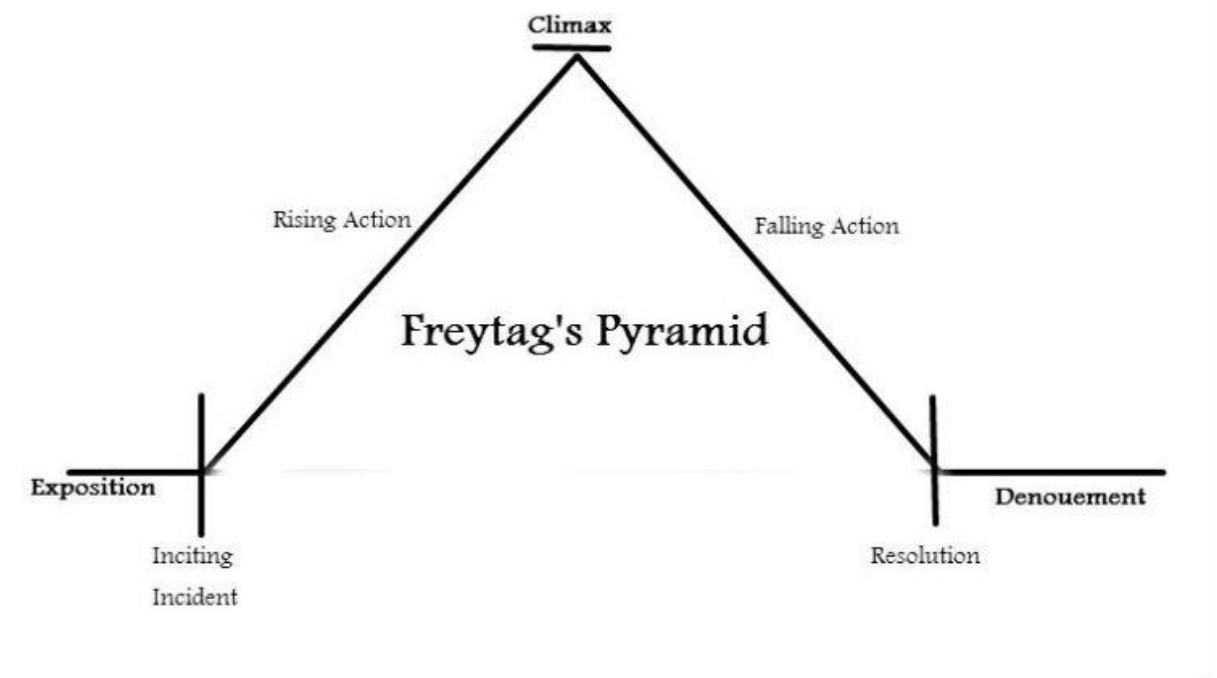 Climax
Rising Action
Falling Action
Freytag's Pyramid
Exposition
Denouement
Inciting
Incident
Resolution